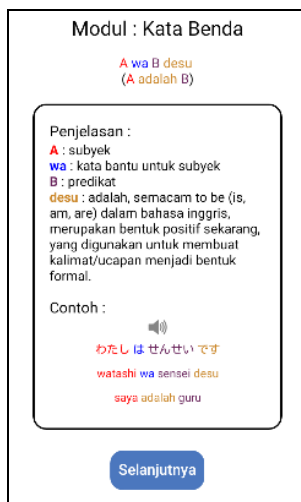 Modul : Kata Benda
A wa B desu
(A adalah B)
Penjelasan :
A : subyek
wa : kata bantu untuk subyek
B : predikat
desu : adalah, semacam to be (is,
am, are) dalam bahasa inggris,
merupakan bentuk positif sekarang,
yang digunakan untuk membuat
kalimat/ucapan menjadi bentuk
formal.
Contoh :
わたし は せんせい です
watashi wa sensei desu
saya adalah guru
Selanjutnya